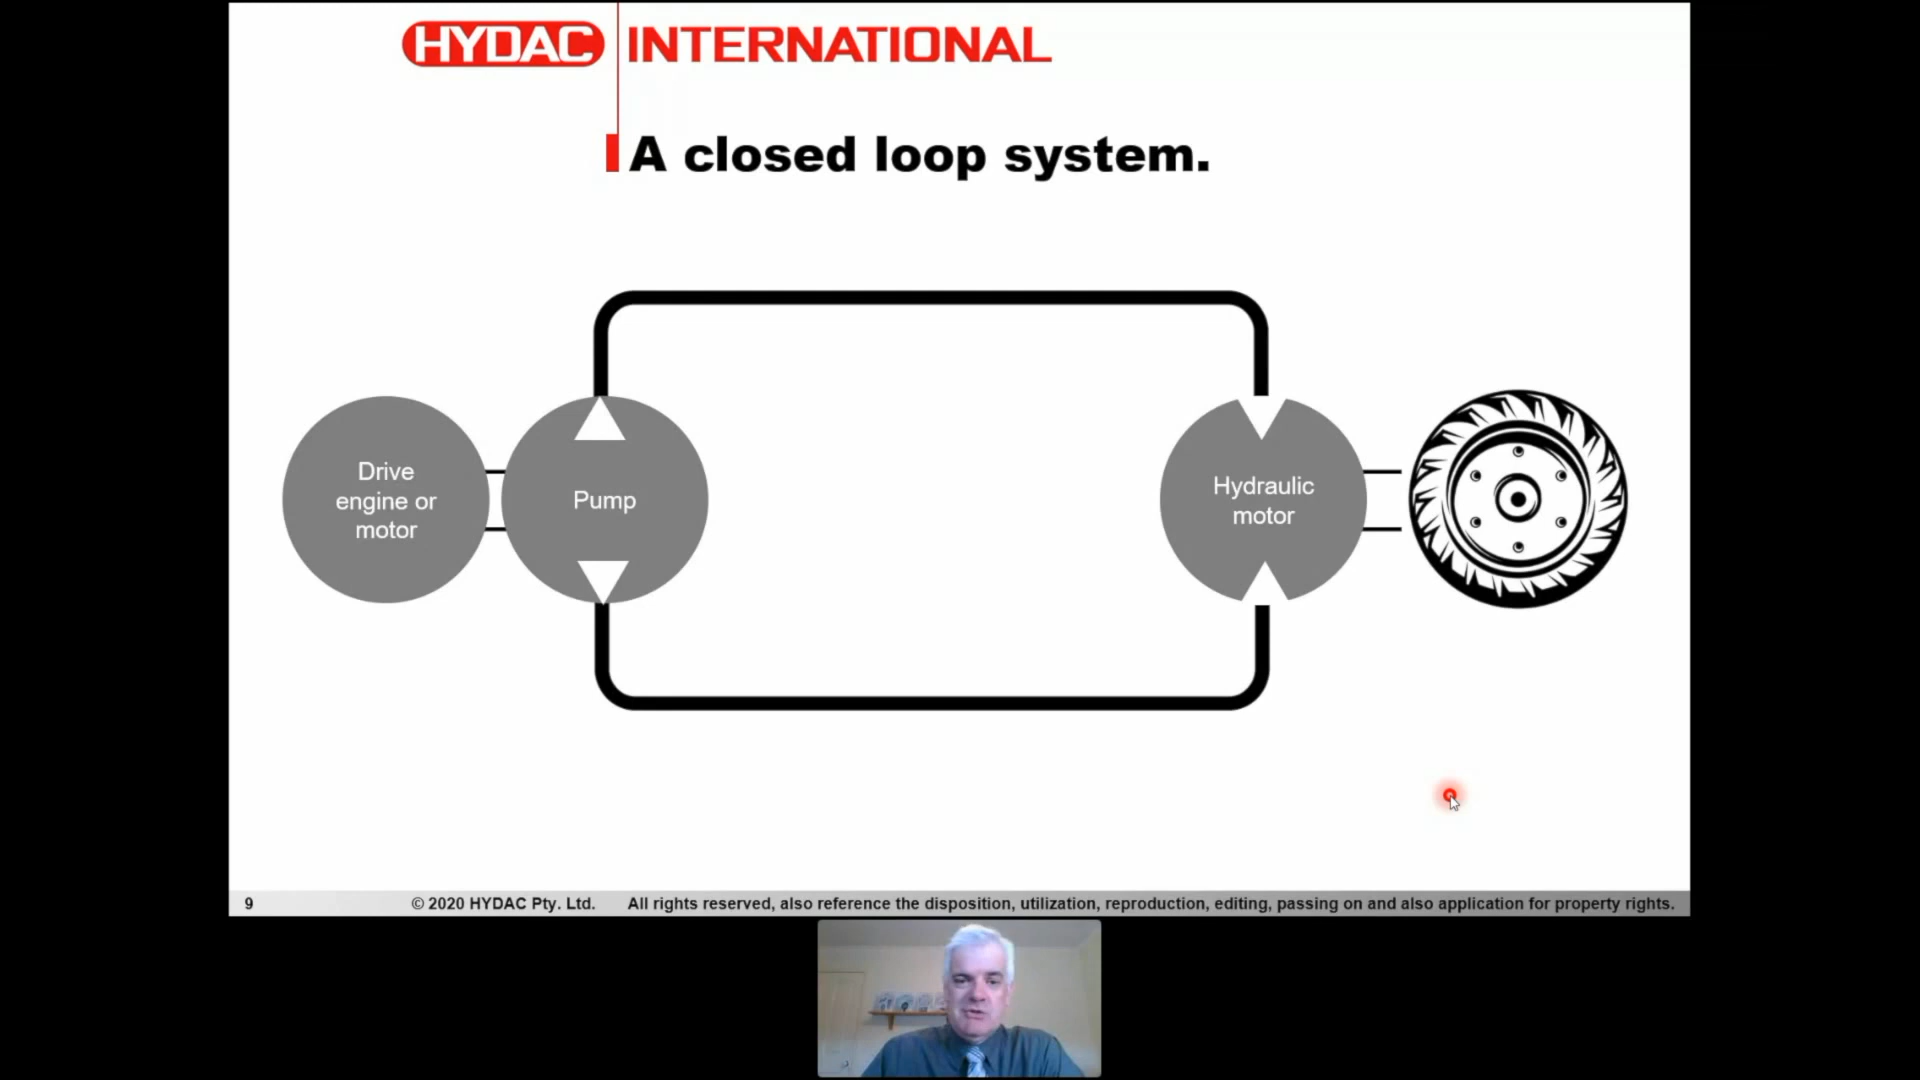 HYDAC INTERNATIONAL
A closed loop system.
Drive
engine or
motor
Pump
Hydraulic
motor
9
© 2020 HYDAC Pty. Ltd.
All rights reserved, also reference the disposition, utilization, reproduction, editing, passing on and also application for property rights.